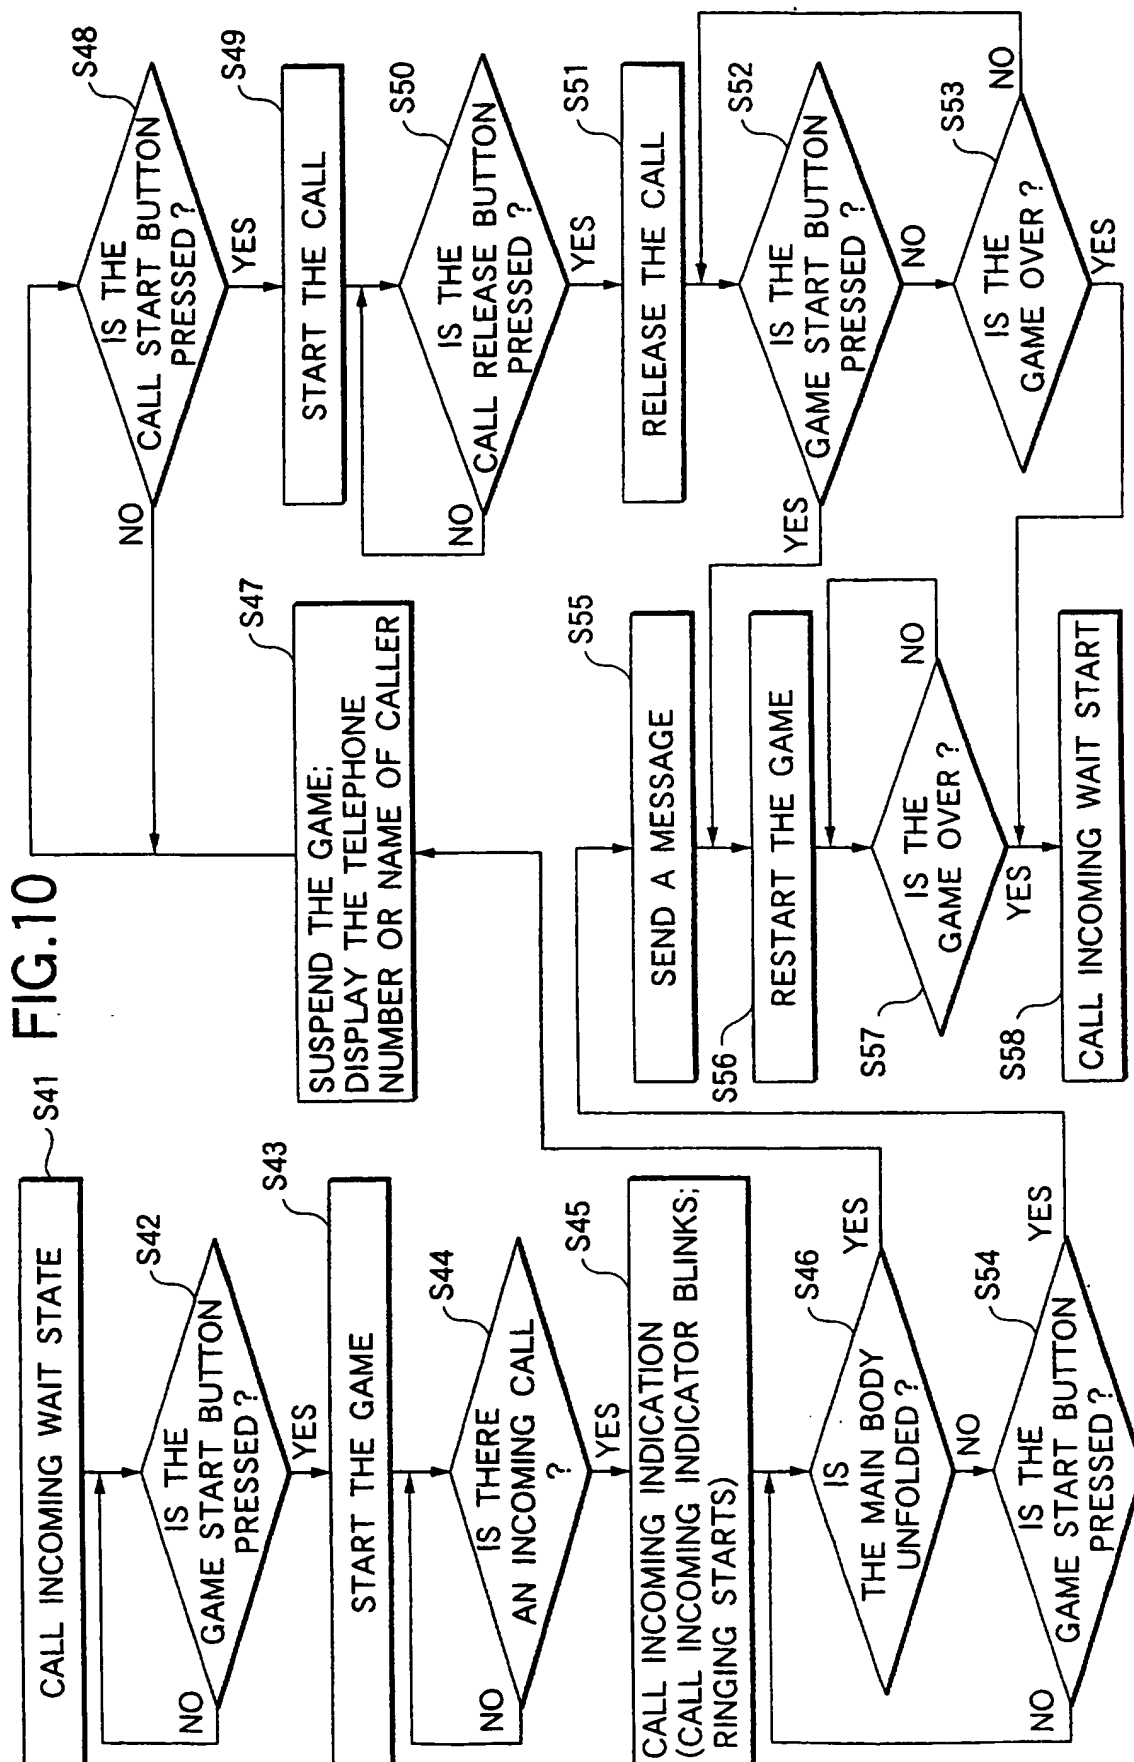 FIG.10
CALL INCOMING WAIT STATE
S41
IS THE
GAME START BUTTON
PRESSED ?
S42
NO
YES
START THE GAME
S43
IS THERE
AN INCOMING CALL
?
S44
NO
YES
CALL INCOMING INDICATION
(CALL INCOMING INDICATOR BLINKS;
RINGING STARTS)
S45
IS
THE MAIN BODY
UNFOLDED ?
S46
YES
NO
IS THE
GAME START BUTTON
PRESSED ?
S54
YES
NO
SUSPEND THE GAME;
DISPLAY THE TELEPHONE
NUMBER OR NAME OF CALLER
S47
SEND A MESSAGE
S55
RESTART THE GAME
S56
IS THE
GAME OVER ?
S57
NO
YES
CALL INCOMING WAIT START
S58
IS THE
CALL START BUTTON
PRESSED ?
S48
NO
YES
START THE CALL
S49
IS THE
CALL RELEASE BUTTON
PRESSED ?
S50
NO
YES
RELEASE THE CALL
S51
IS THE
GAME START BUTTON
PRESSED ?
S52
YES
NO
IS THE
GAME OVER ?
S53
NO
YES